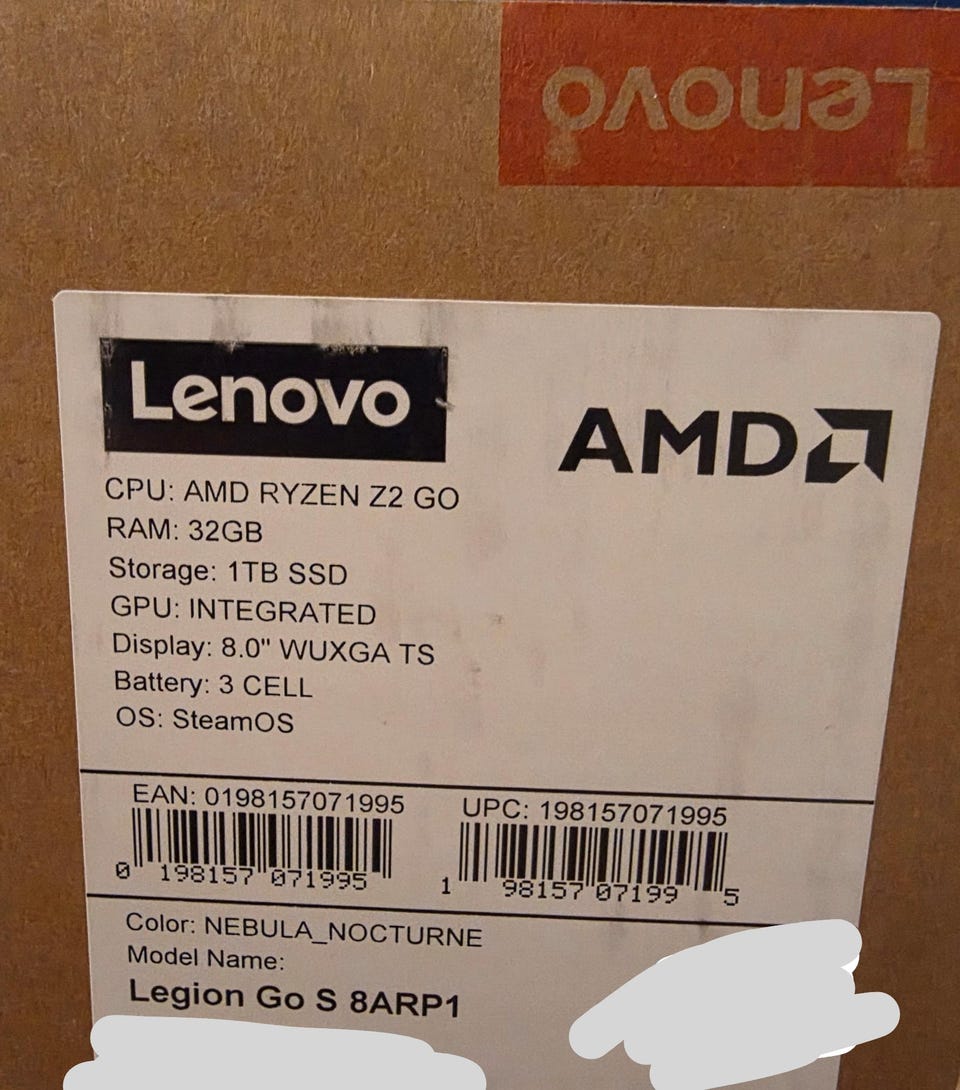 Lenovo
Lenovo
AMD
CPU: AMD RYZEN Z2 GO
RAM: 32GB
Storage: 1TB SSD
GPU: INTEGRATED
Display: 8.0" WUXGA TS
Battery: 3 CELL
OS: SteamOS
EAN: 0198157071995
UPC: 198157071995
0 198157 071995
1 98157 07199 5
Color: NEBULA_NOCTURNE
Model Name:
Legion Go S 8ARP1